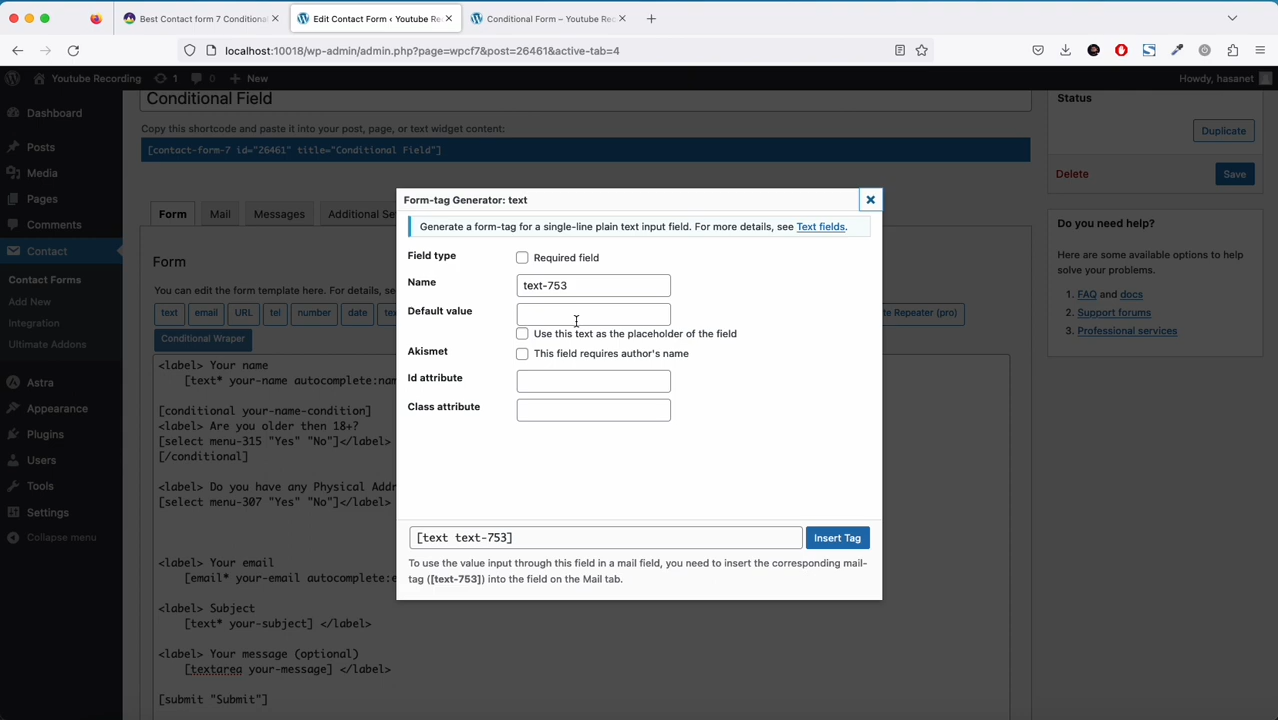 Best Contact form 7 Conditional
Edit Contact Form ‹ Youtube Re
Conditional Form – Youtube Rec
localhost:10018/wp-admin/admin.php?page=wpcf7&post=26461&active-tab=4
Youtube Recording
1
0
New
Howdy, hasanet
Dashboard
Posts
Media
Pages
Comments
Contact
Contact Forms
Add New
Integration
Ultimate Addons
Astra
Appearance
Plugins
Users
Tools
Settings
Collapse menu
Conditional Field
Copy this shortcode and paste it into your post, page, or text widget content:
[contact-form-7 id="26461" title="Conditional Field"]
Form
Mail
Messages
Additional Se
Form
You can edit the form template here. For details, se
text
email
URL
tel
number
date
te Repeater (pro)
Conditional Wraper
<label> Your name
[text* your-name autocomplete:nam
[conditional your-name-condition]
<label> Are you older then 18+?
[select menu-315 "Yes" "No"]</label>
[/conditional]
<label> Do you have any Physical Addr
[select menu-307 "Yes" "No"]</label>
<label> Your email
[email* your-email autocomplete:e
<label> Subject
[text* your-subject] </label>
<label> Your message (optional)
[textarea your-message] </label>
[submit "Submit"]
Form-tag Generator: text
Generate a form-tag for a single-line plain text input field. For more details, see Text fields.
Field type
Required field
Name
text-753
Default value
Use this text as the placeholder of the field
Akismet
This field requires author's name
Id attribute
Class attribute
[text text-753]
Insert Tag
To use the value input through this field in a mail field, you need to insert the corresponding mail-
tag ([text-753]) into the field on the Mail tab.
Status
Duplicate
Delete
Save
Do you need help?
Here are some available options to help
solve your problems.
1. FAQ and docs
2. Support forums
3. Professional services